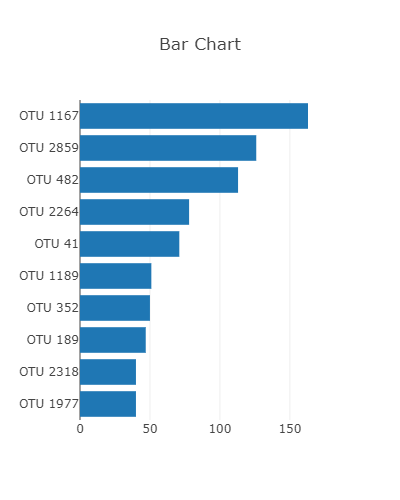 Bar Chart
OTU 1167
OTU 2859
OTU 482
OTU 2264
OTU 41
OTU 1189
OTU 352
OTU 189
OTU 2318
OTU 1977
0 50 100 150